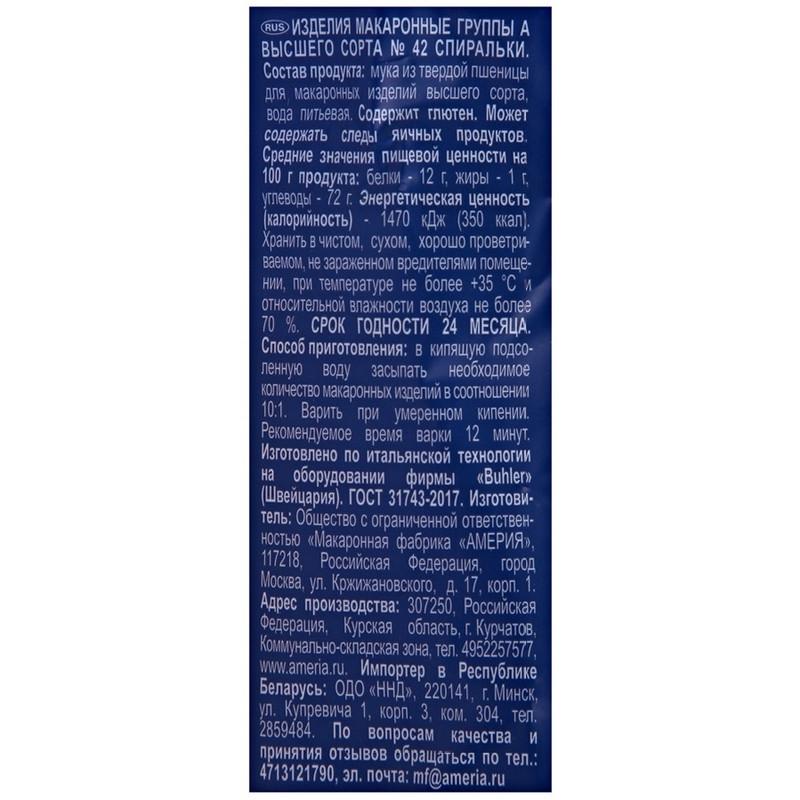 RUS ИЗДЕЛИЯ МАКАРОННЫЕ ГРУППЫ А
ВЫСШЕГО СОРТА № 42 СПИРАЛЬКИ.
Состав продукта: мука из твердой пшеницы
для макаронных изделий высшего сорта,
вода питьевая. Содержит глютен. Может
содержать следы яичных продуктов.
Средние значения пищевой ценности на
100 г продукта: белки - 12 г, жиры - 1 г,
углеводы - 72 г. Энергетическая ценность
(калорийность) - 1470 кДж (350 ккал).
Хранить в чистом, сухом, хорошо проветри-
ваемом, не зараженном вредителями помеще-
нии, при температуре не более +35 °С и
относительной влажности воздуха не более
70 %. СРОК ГОДНОСТИ 24 МЕСЯЦА.
Способ приготовления: в кипящую подсо-
ленную воду засыпать необходимое
количество макаронных изделий в соотношении
10:1. Варить при умеренном кипении.
Рекомендуемое время варки 12 минут.
Изготовлено по итальянской технологии
на оборудовании фирмы «Buhler»
(Швейцария). ГОСТ 31743-2017. Изготови-
тель: Общество с ограниченной ответствен-
ностью «Макаронная фабрика «АМЕРИЯ»,
117218, Российская Федерация, город
Москва, ул. Кржижановского, д. 17, корп. 1.
Адрес производства: 307250, Российская
Федерация, Курская область, г. Курчатов,
Коммунально-складская зона, тел. 4952257577,
www.ameria.ru. Импортер в Республике
Беларусь: ОДО «ННД», 220141, г. Минск,
ул. Купревича 1, корп. 3, ком. 304, тел.
2859484. По вопросам качества и
принятия отзывов обращаться по тел.:
4713121790, эл. почта: mf@ameria.ru